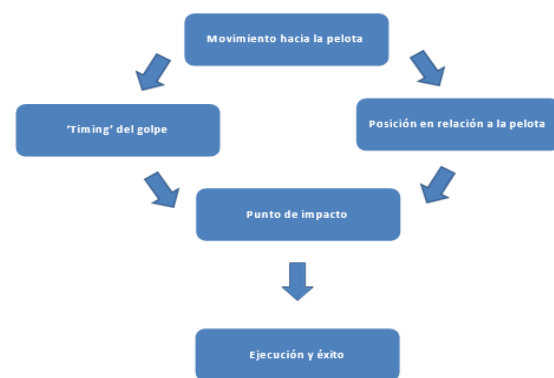 Movimiento hacia la pelota
'Timing' del golpe
Posición en relación a la pelota
Punto de impacto
Ejecución y éxito